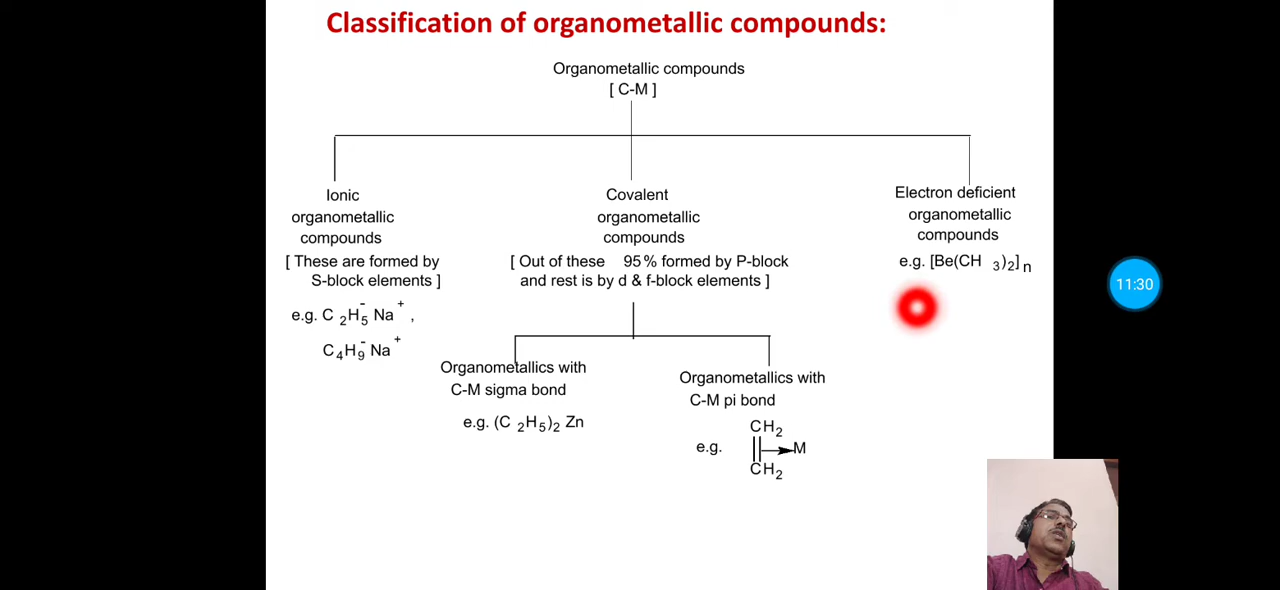 Classification of organometallic compounds:
Organometallic compounds
[ C-M ]
Ionic
organometallic
compounds
[ These are formed by
S-block elements ]
e.g. C 2H5- Na+ ,
C4H9- Na+
Covalent
organometallic
compounds
[ Out of these 95 % formed by P-block
and rest is by d & f-block elements ]
Organometallics with
C-M sigma bond
e.g. (C 2H5)2 Zn
Organometallics with
C-M pi bond
CH2
e.g. M
CH2
Electron deficient
organometallic
compounds
e.g. [Be(CH 3)2]n
11:30